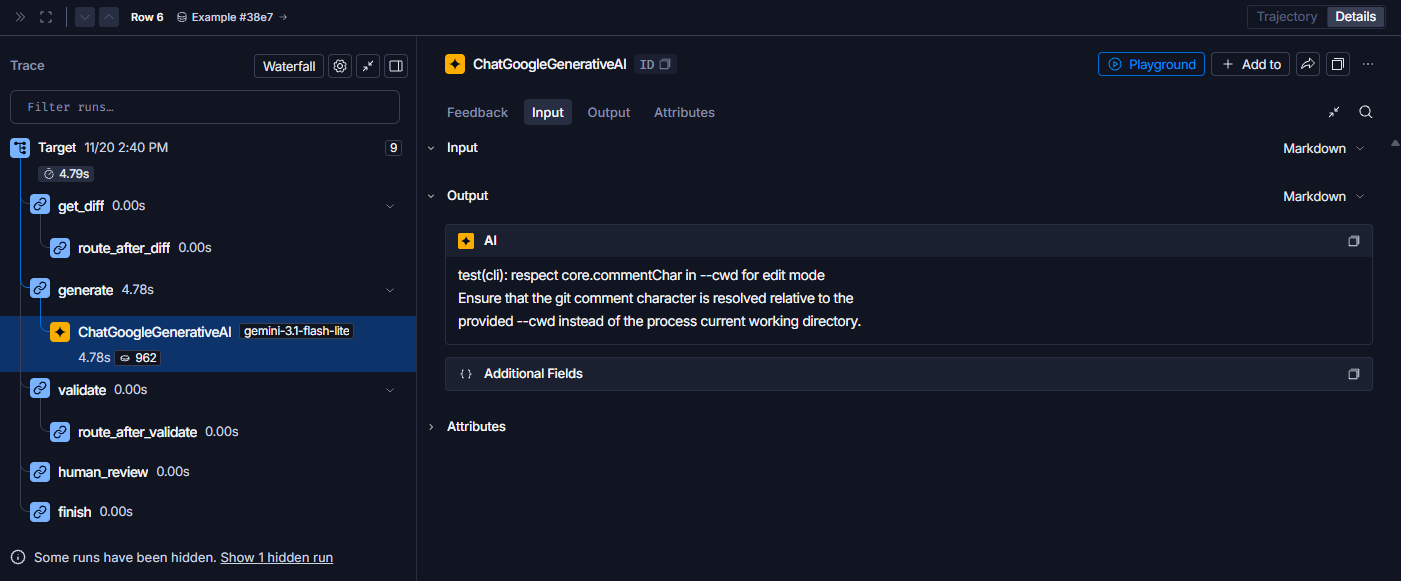 Row 6 Example #38e7 →
Trajectory Details
Trace
Waterfall
Filter runs…
Target 11/20 2:40 PM 9
4.79s
get_diff 0.00s
route_after_diff 0.00s
generate 4.78s
ChatGoogleGenerativeAI gemini-3.1-flash-lite
4.78s 962
validate 0.00s
route_after_validate 0.00s
human_review 0.00s
finish 0.00s
Some runs have been hidden. Show 1 hidden run
ChatGoogleGenerativeAI ID
Playground + Add to ...
Feedback Input Output Attributes
Input Markdown
Output Markdown
AI
test(cli): respect core.commentChar in --cwd for edit mode
Ensure that the git comment character is resolved relative to the
provided --cwd instead of the process current working directory.
{ } Additional Fields
Attributes